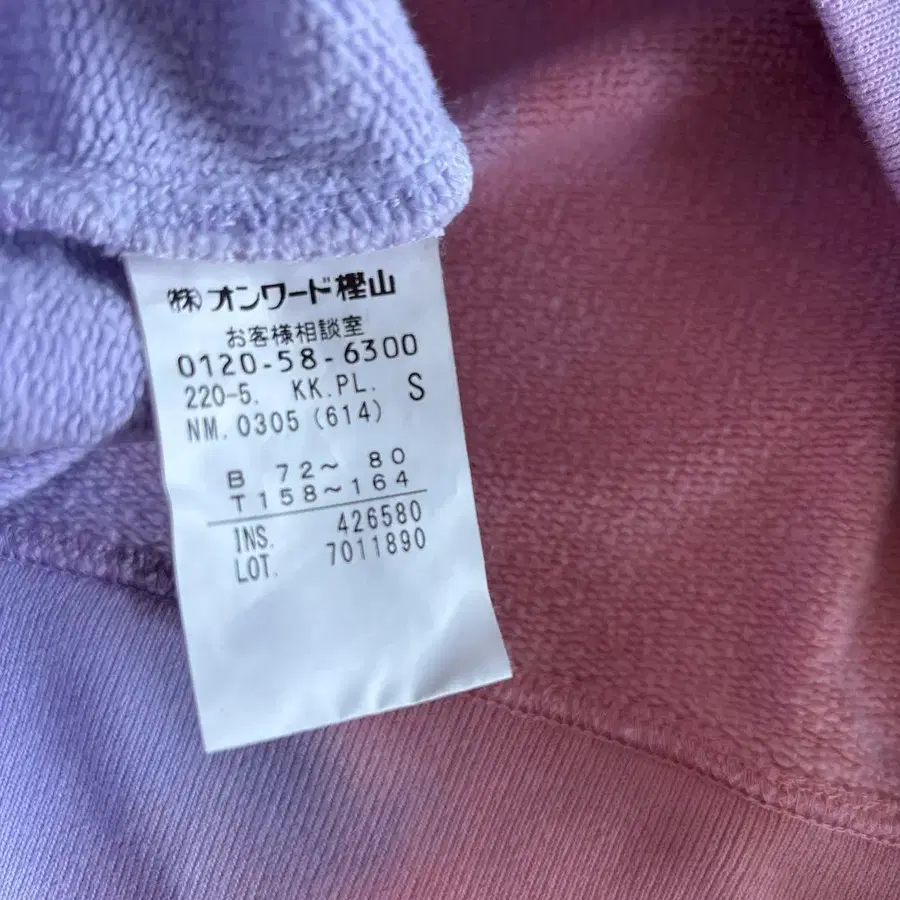 (株)オンワード樫山
お客様相談室
0120-58-6300
220-5. KK.PL. S
NM.0305(614)
B 72～ 80
T158～164
INS. 426580
LOT. 7011890